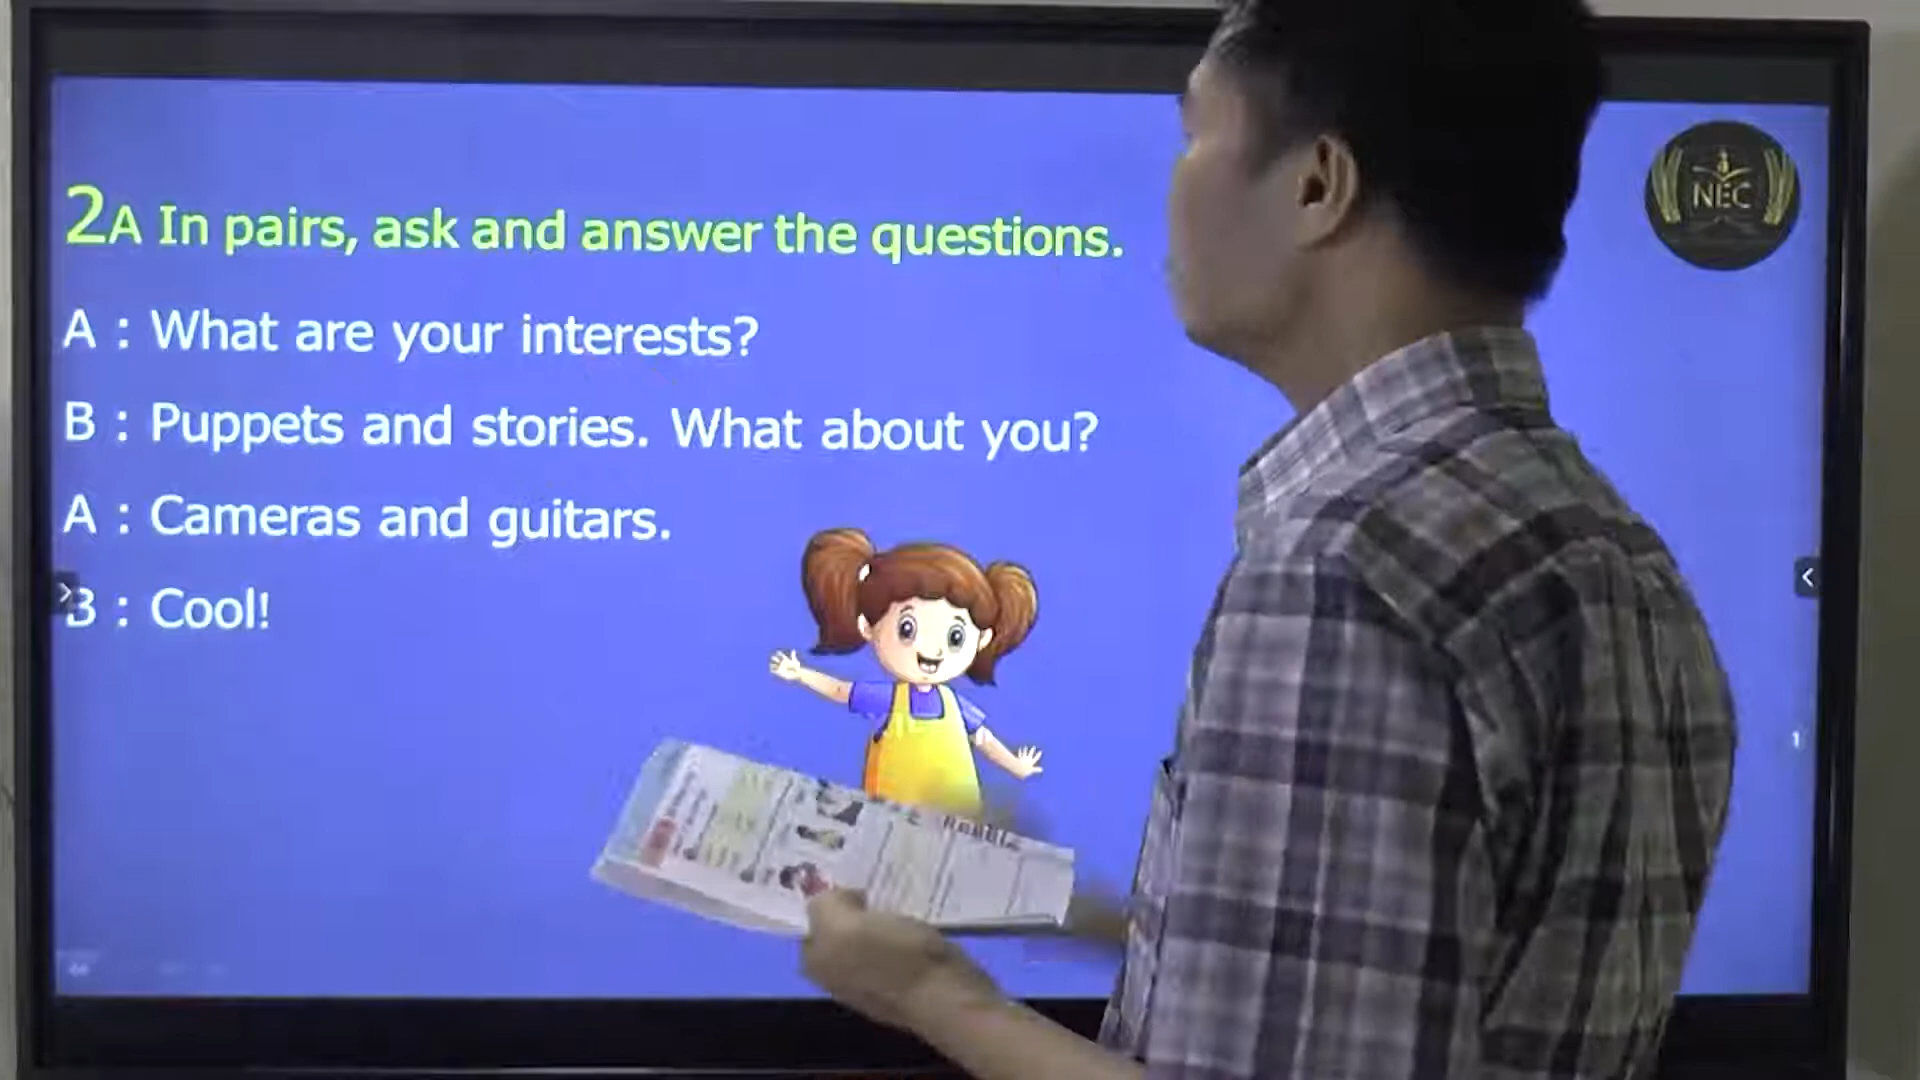 NEC
2A In pairs, ask and answer the questions.
A : What are your interests?
B : Puppets and stories. What about you?
A : Cameras and guitars.
B : Cool!
1